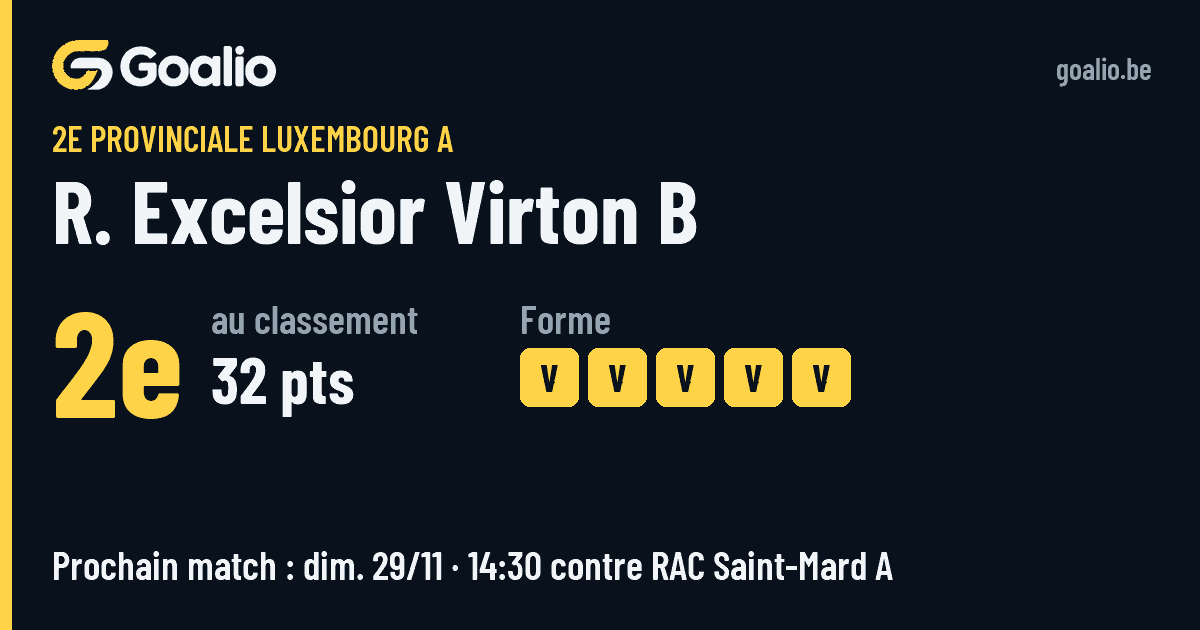 Goalio
goalio.be
2E PROVINCIALE LUXEMBOURG A
R. Excelsior Virton B
2e
au classement
32 pts
Forme
V V V V V
Prochain match : dim. 29/11 · 14:30 contre RAC Saint-Mard A